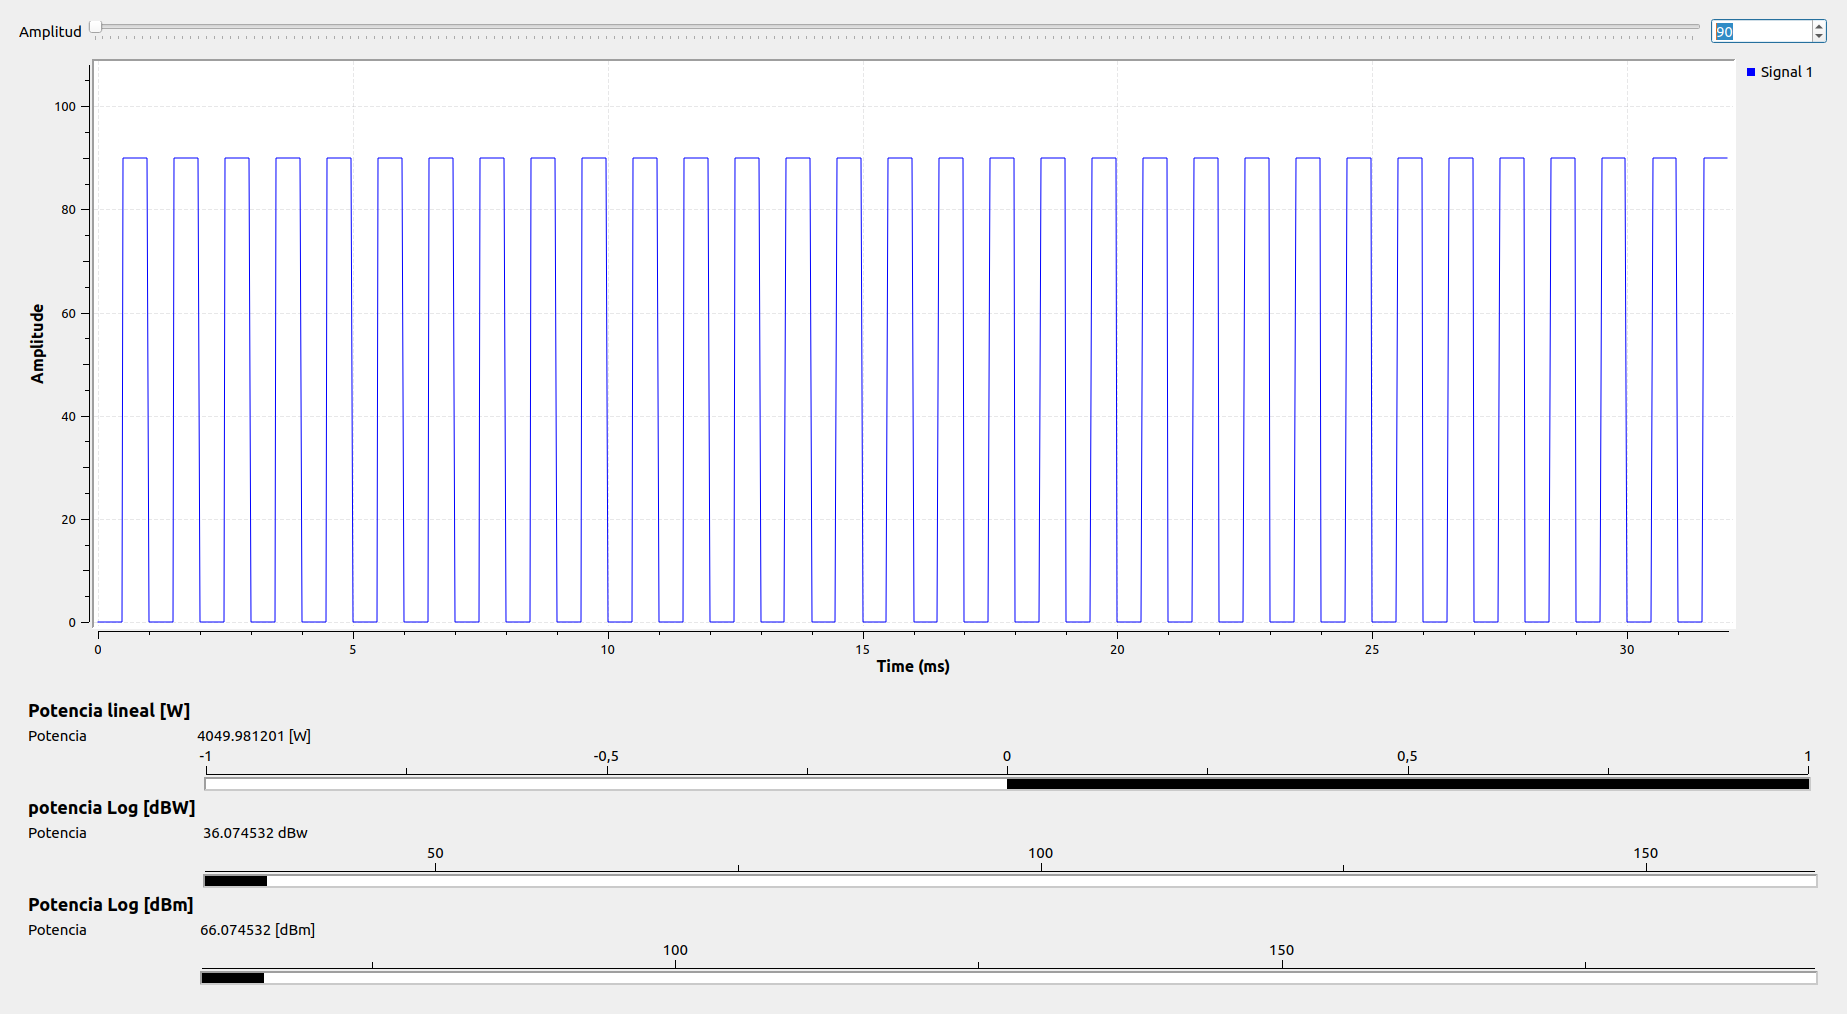 Amplitud 90
Signal 1
100
80
60
40
20
0
Amplitude
0 5 10 15 20 25 30
Time (ms)
Potencia lineal [W]
Potencia 4049.981201 [W]
-1 -0,5 0 0,5 1
potencia Log [dBW]
Potencia 36.074532 dBw
50 100 150
Potencia Log [dBm]
Potencia 66.074532 [dBm]
100 150